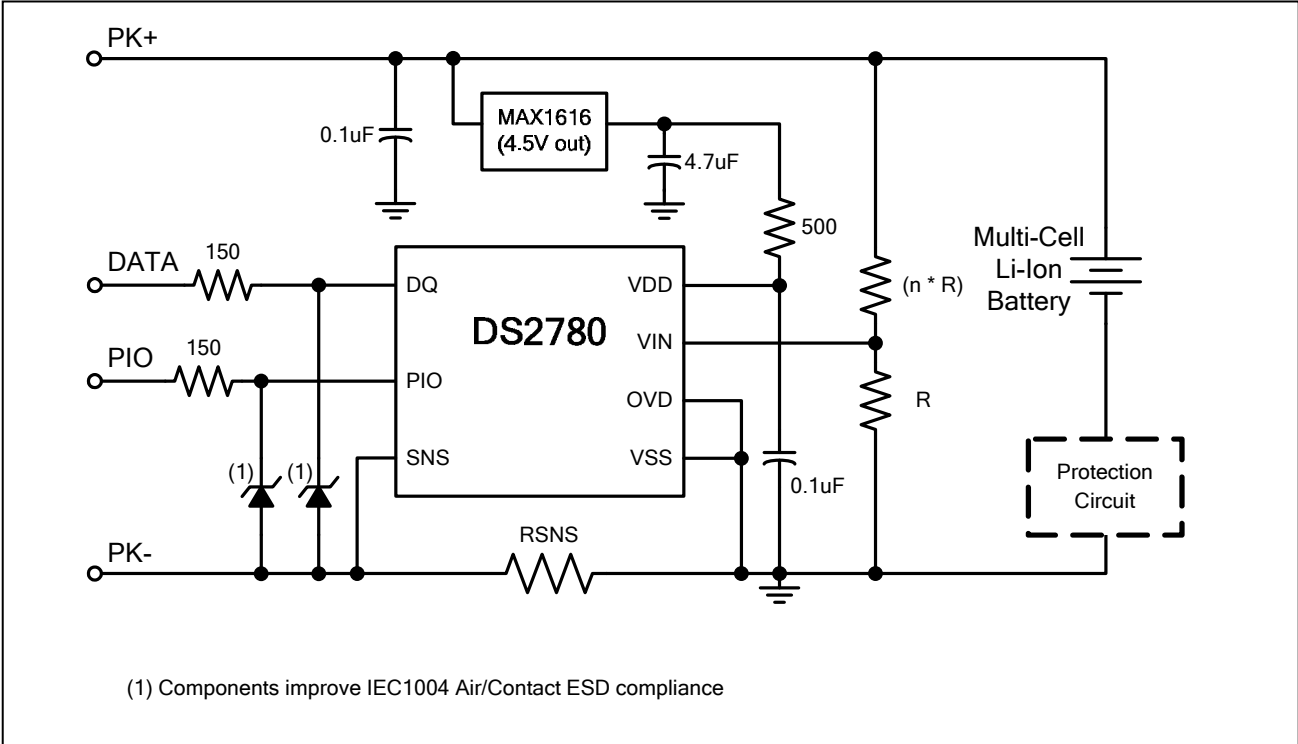 PK+
MAX1616
(4.5V out)
0.1uF
4.7uF
500
Multi-Cell
Li-Ion
Battery
(n * R)
DATA
150
DQ
VDD
DS2780
VIN
PIO
150
PIO
OVD
R
SNS
VSS
(1)
(1)
0.1uF
Protection
Circuit
RSNS
PK-
(1) Components improve IEC1004 Air/Contact ESD compliance